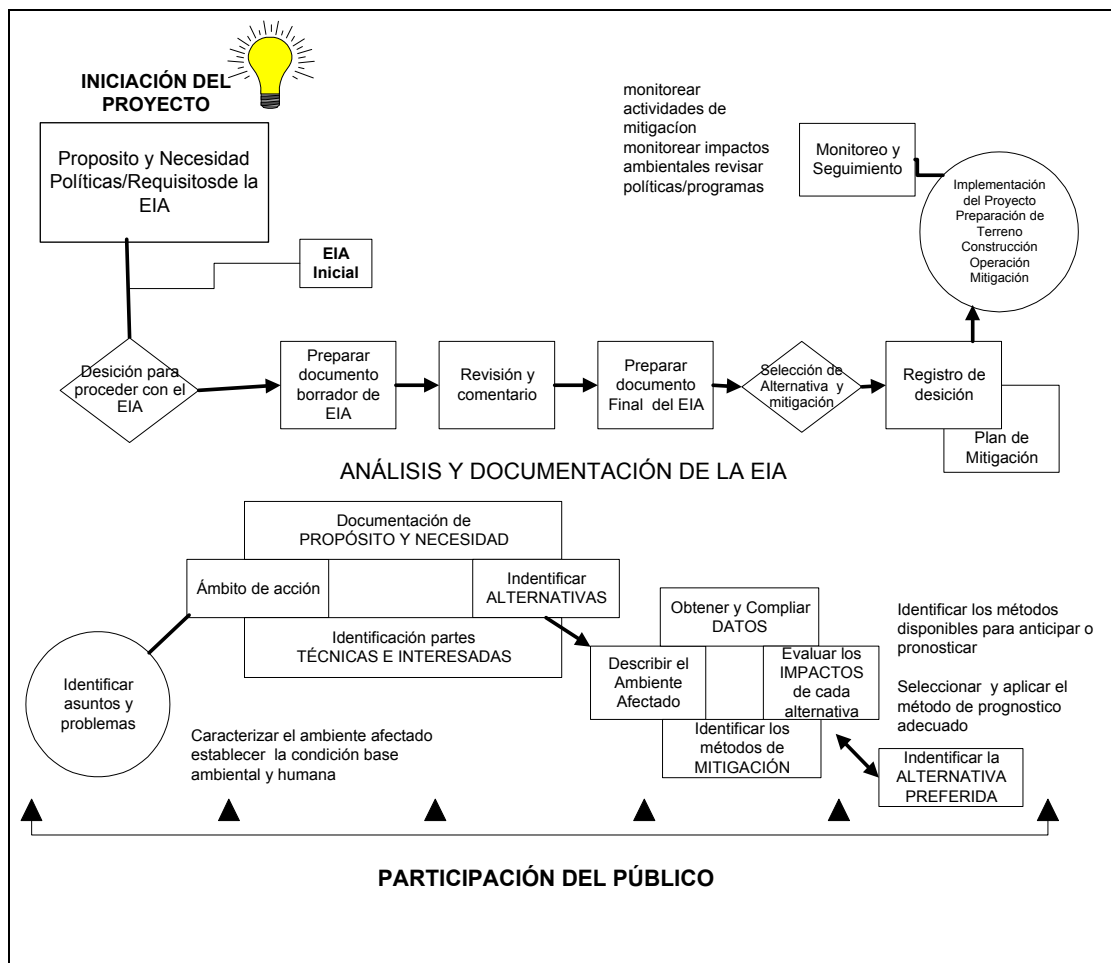 INICIACIÓN DEL
PROYECTO
Proposito y Necesidad
Políticas/Requisitosde la
EIA
EIA
Inicial
monitorear
actividades de
mitigacíon
monitorear impactos
ambientales revisar
políticas/programas
Monitoreo y
Seguimiento
Implementación
del Proyecto
Preparación de
Terreno
Construcción
Operación
Mitigación
Desición para
proceder con el
EIA
Preparar
documento
borrador de
EIA
Revisión y
comentario
Preparar
documento
Final del EIA
Selección de
Alternativa y
mitigación
Registro de
desición
Plan de
Mitigación
ANÁLISIS Y DOCUMENTACIÓN DE LA EIA
Documentación de
PROPÓSITO Y NECESIDAD
Ámbito de acción
Indentificar
ALTERNATIVAS
Identificación partes
TÉCNICAS E INTERESADAS
Identificar
asuntos y
problemas
Caracterizar el ambiente afectado
establecer la condición base
ambiental y humana
Obtener y Compliar
DATOS
Describir el
Ambiente
Afectado
Evaluar los
IMPACTOS
de cada
alternativa
Identificar los
métodos de
MITIGACIÓN
Identificar los métodos
disponibles para anticipar o
pronosticar
Seleccionar y aplicar el
método de prognostico
adecuado
Indentificar la
ALTERNATIVA
PREFERIDA
PARTICIPACIÓN DEL PÚBLICO